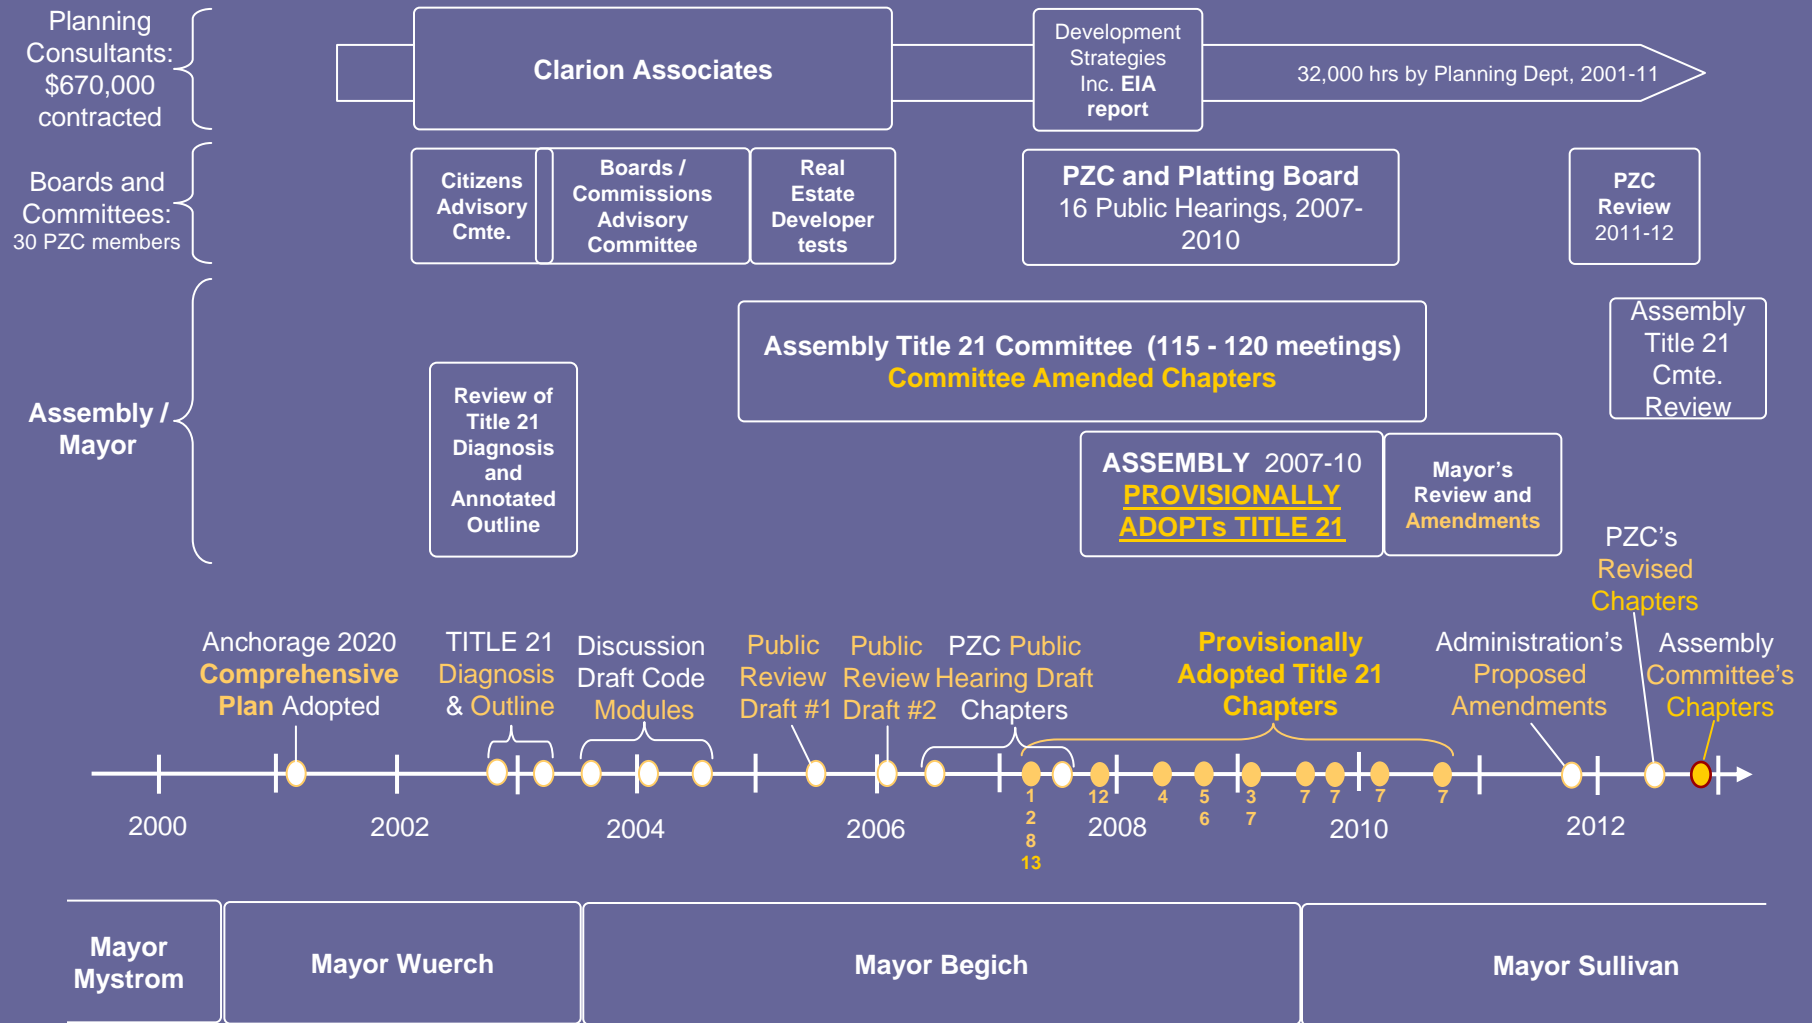 Planning
Consultants:
$670,000
contracted
Clarion Associates
Development
Strategies
Inc. EIA
report
32,000 hrs by Planning Dept, 2001-11
Boards and
Committees:
30 PZC members
Citizens
Advisory
Cmte.
Boards /
Commissions
Advisory
Committee
Real
Estate
Developer
tests
PZC and Platting Board
16 Public Hearings, 2007-
2010
PZC
Review
2011-12
Assembly /
Mayor
Review of
Title 21
Diagnosis
and
Annotated
Outline
Assembly Title 21 Committee (115 - 120 meetings)
Committee Amended Chapters
Assembly
Title 21
Cmte.
Review
ASSEMBLY 2007-10
PROVISIONALLY
ADOPTs TITLE 21
Mayor's
Review and
Amendments
Anchorage 2020
Comprehensive
Plan Adopted
TITLE 21
Diagnosis
& Outline
Discussion
Draft Code
Modules
Public
Review
Draft #1
Public
Review
Draft #2
PZC Public
Hearing Draft
Chapters
Provisionally
Adopted Title 21
Chapters
Administration's
Proposed
Amendments
PZC's
Revised
Chapters
Assembly
Committee's
Chapters
1
2
8
13
12
4
5
6
3
7
7
7
7
7
2000
2002
2004
2006
2008
2010
2012
Mayor
Mystrom
Mayor Wuerch
Mayor Begich
Mayor Sullivan